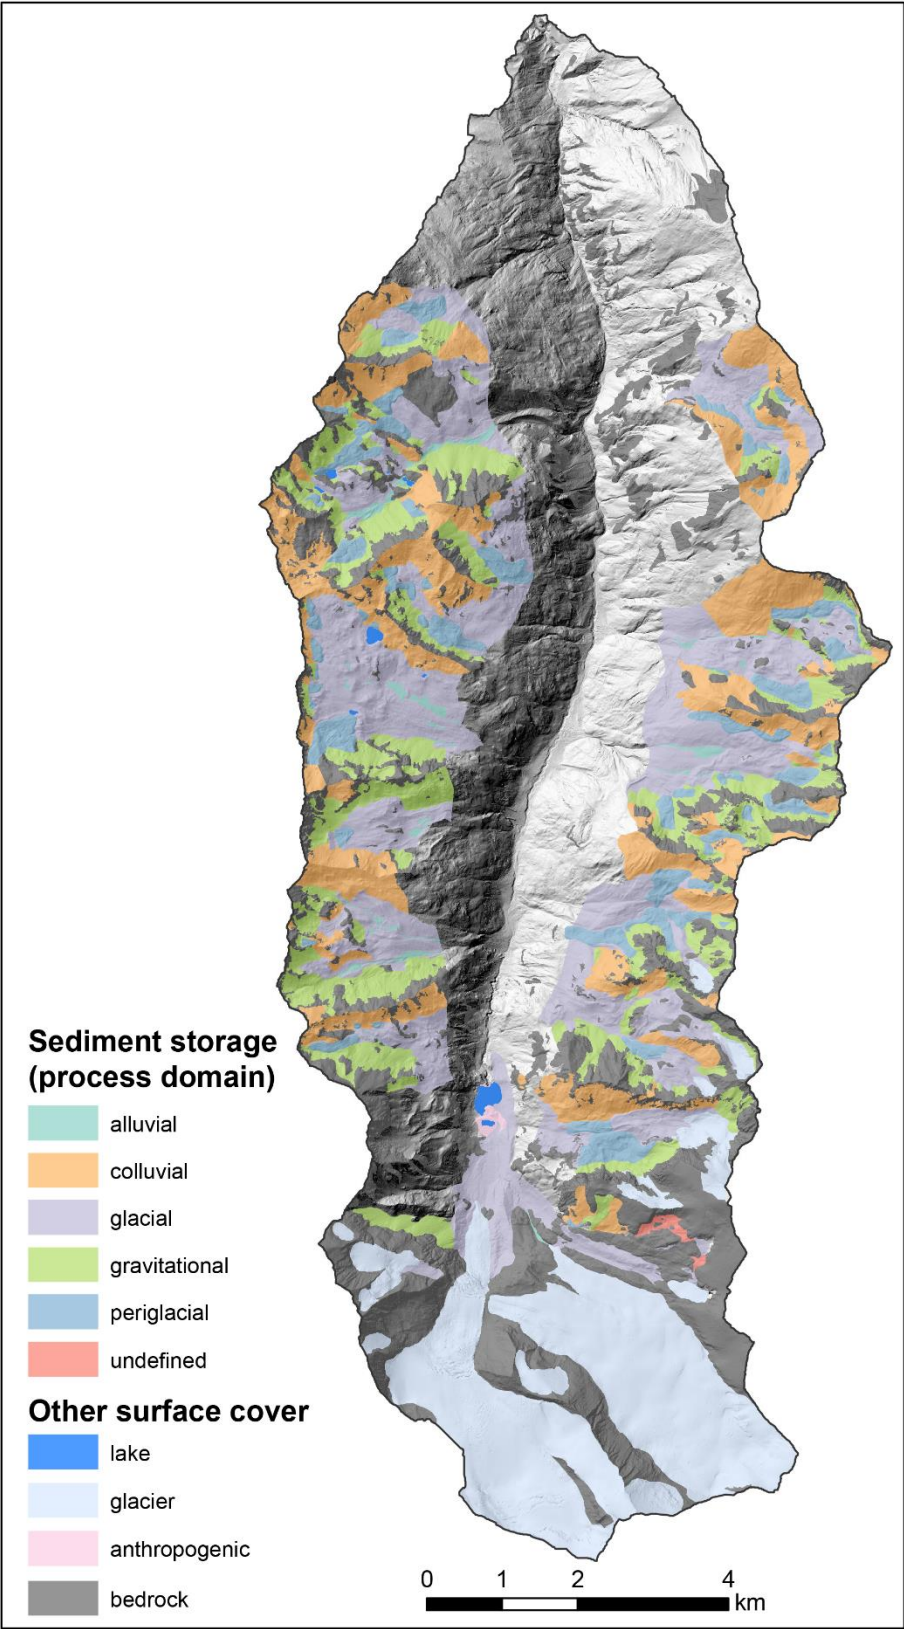 Sediment storage
(process domain)
alluvial
colluvial
glacial
gravitational
periglacial
undefined
Other surface cover
lake
glacier
anthropogenic
bedrock
0 1 2 4
km